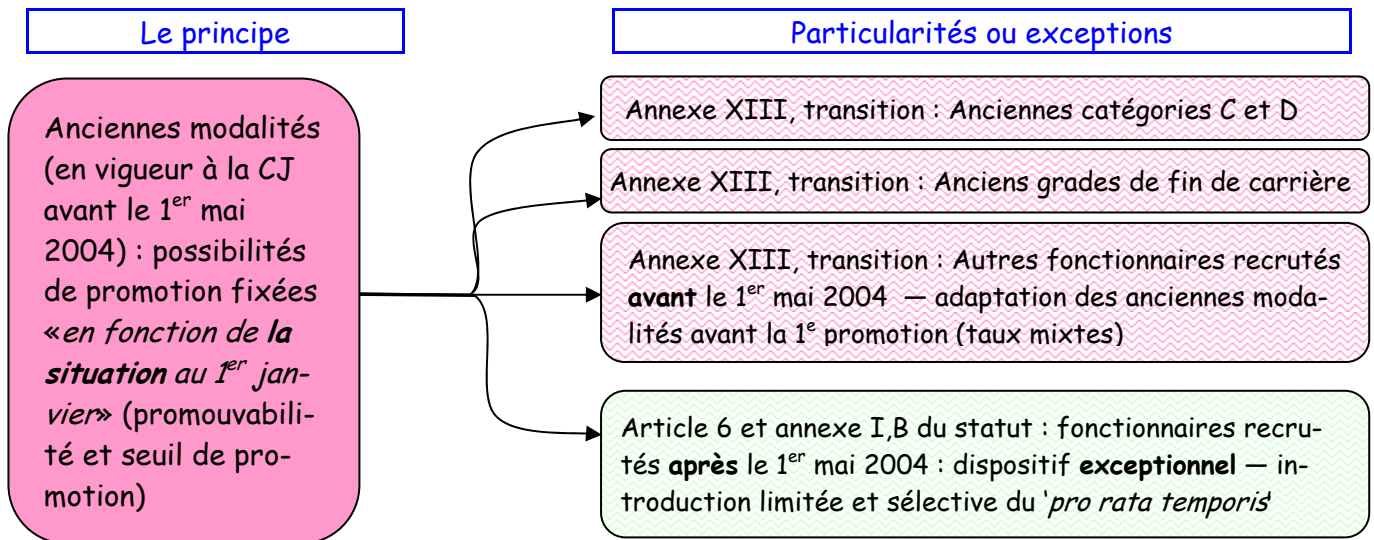 Le principe
Particularités ou exceptions
Anciennes modalités
(en vigueur à la CJ
avant le 1er mai
2004) : possibilités
de promotion fixées
«en fonction de la
situation au 1er jan-
vier» (promouvabili-
té et seuil de pro-
motion)
Annexe XIII, transition : Anciennes catégories C et D
Annexe XIII, transition : Anciens grades de fin de carrière
Annexe XIII, transition : Autres fonctionnaires recrutés
avant le 1er mai 2004 — adaptation des anciennes moda-
lités avant la 1e promotion (taux mixtes)
Article 6 et annexe I,B du statut : fonctionnaires recru-
tés après le 1er mai 2004 : dispositif exceptionnel — in-
troduction limitée et sélective du ‘pro rata temporis’